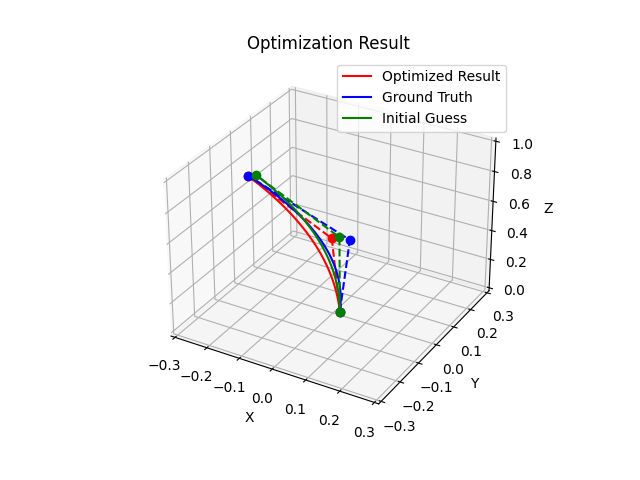 Optimization Result
Optimized Result
Ground Truth
Initial Guess
1.0
0.8
Z
0.6
0.4
0.2
0.0
−0.3
−0.2
−0.1
0.0
0.1
0.2
0.3
X
−0.3
−0.2
−0.1
0.0
0.1
0.2
0.3
Y